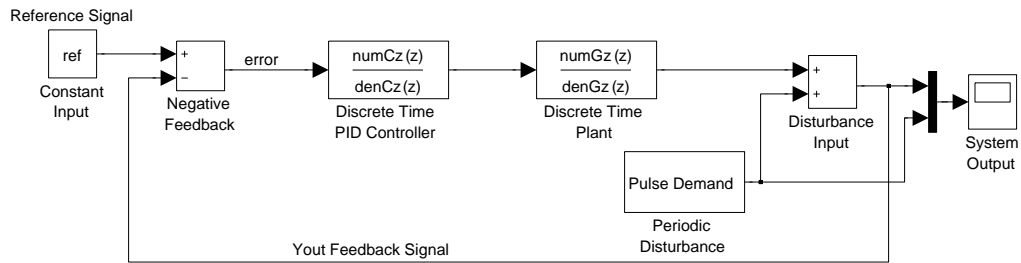 Reference Signal
ref
Constant
Input
+
−
Negative
Feedback
error
numCz(z)
denCz(z)
Discrete Time
PID Controller
numGz(z)
denGz(z)
Discrete Time
Plant
+
+
Disturbance
Input
System
Output
Pulse Demand
Periodic
Disturbance
Yout Feedback Signal